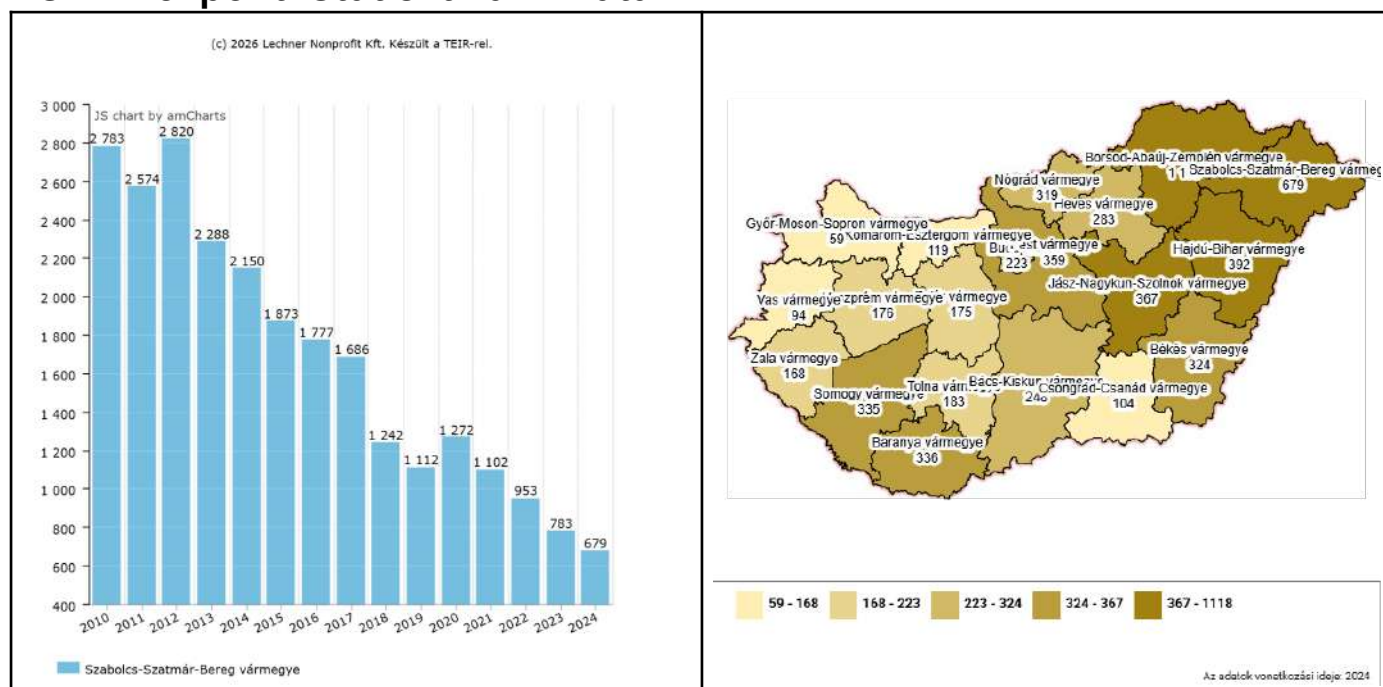 (c) 2026 Lechner Nonprofit Kft. Készült a TEIR-rel.
JS chart by amCharts
3 000
2 800
2 600
2 400
2 200
2 000
1 800
1 600
1 400
1 200
1 000
800
600
400
2 783
2 574
2 820
2 288
2 150
1 873
1 777
1 686
1 242
1 112
1 272
1 102
953
783
679
2010 2011 2012 2013 2014 2015 2016 2017 2018 2019 2020 2021 2022 2023 2024
Szabolcs-Szatmár-Bereg vármegye
Borsod-Abaúj-Zemplén vármegye
Szabolcs-Szatmár-Bereg
679
Nógrád vármegye
319
Heves vármegye
283
Győr-Moson-Sopron vármegye
59
Komárom-Esztergom vármegye
119
vármegye
223
359
Hajdú-Bihar vármegye
392
Jász-Nagykun-Szolnok vármegye
367
Vas vármegye
94
vármegye
176
175
Békés vármegye
324
Zala vármegye
168
Somogy vármegye
335
Tolna
183
Bács-Kiskun
Csongrád-Csanád vármegye
104
Baranya vármegye
336
59 - 168
168 - 223
223 - 324
324 - 367
367 - 1118
Az adatok vonatkozási ideje: 2024